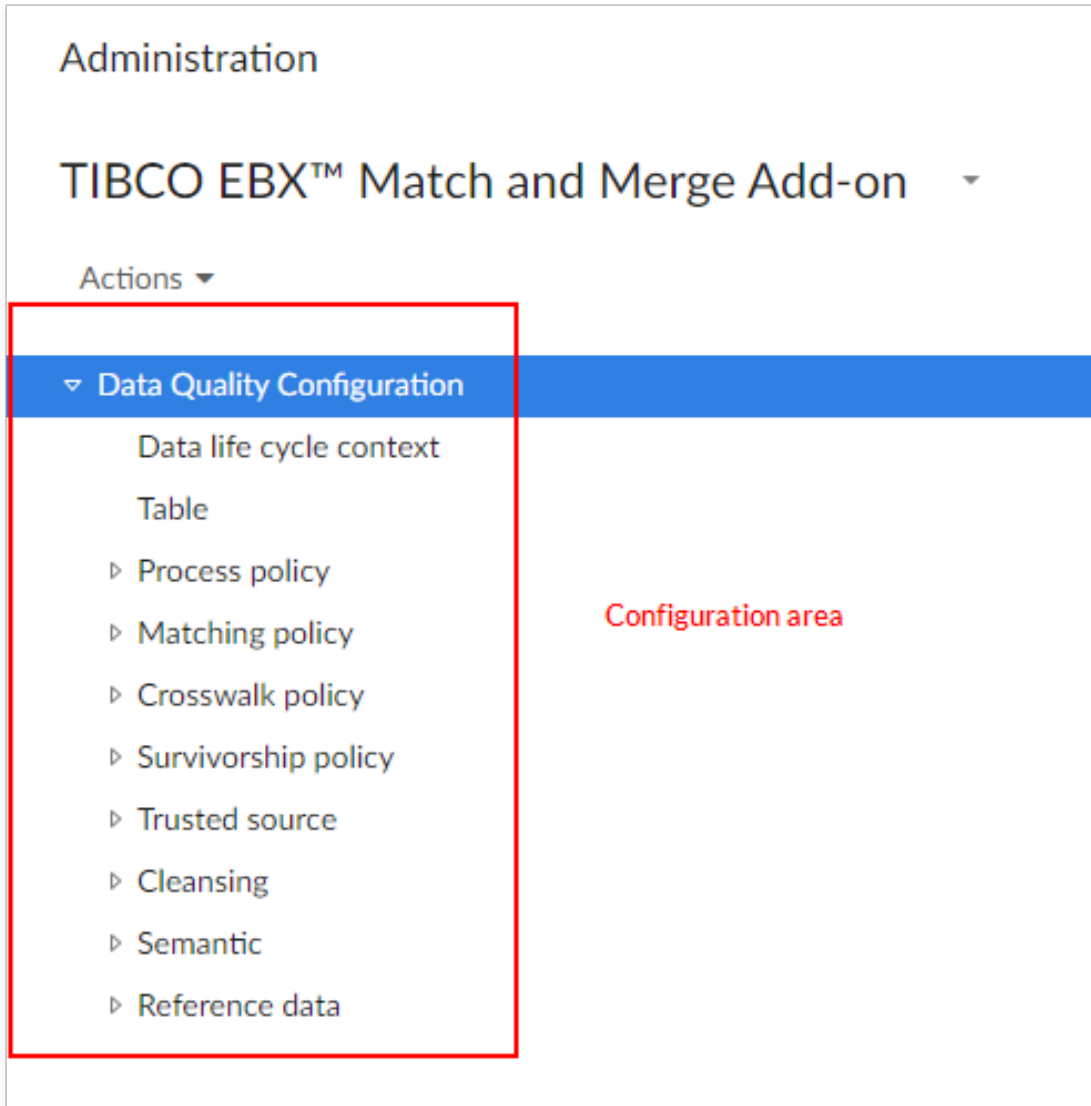 Administration
TIBCO EBX™ Match and Merge Add-on
Actions
Data Quality Configuration
Data life cycle context
Table
Process policy
Matching policy
Configuration area
Crosswalk policy
Survivorship policy
Trusted source
Cleansing
Semantic
Reference data